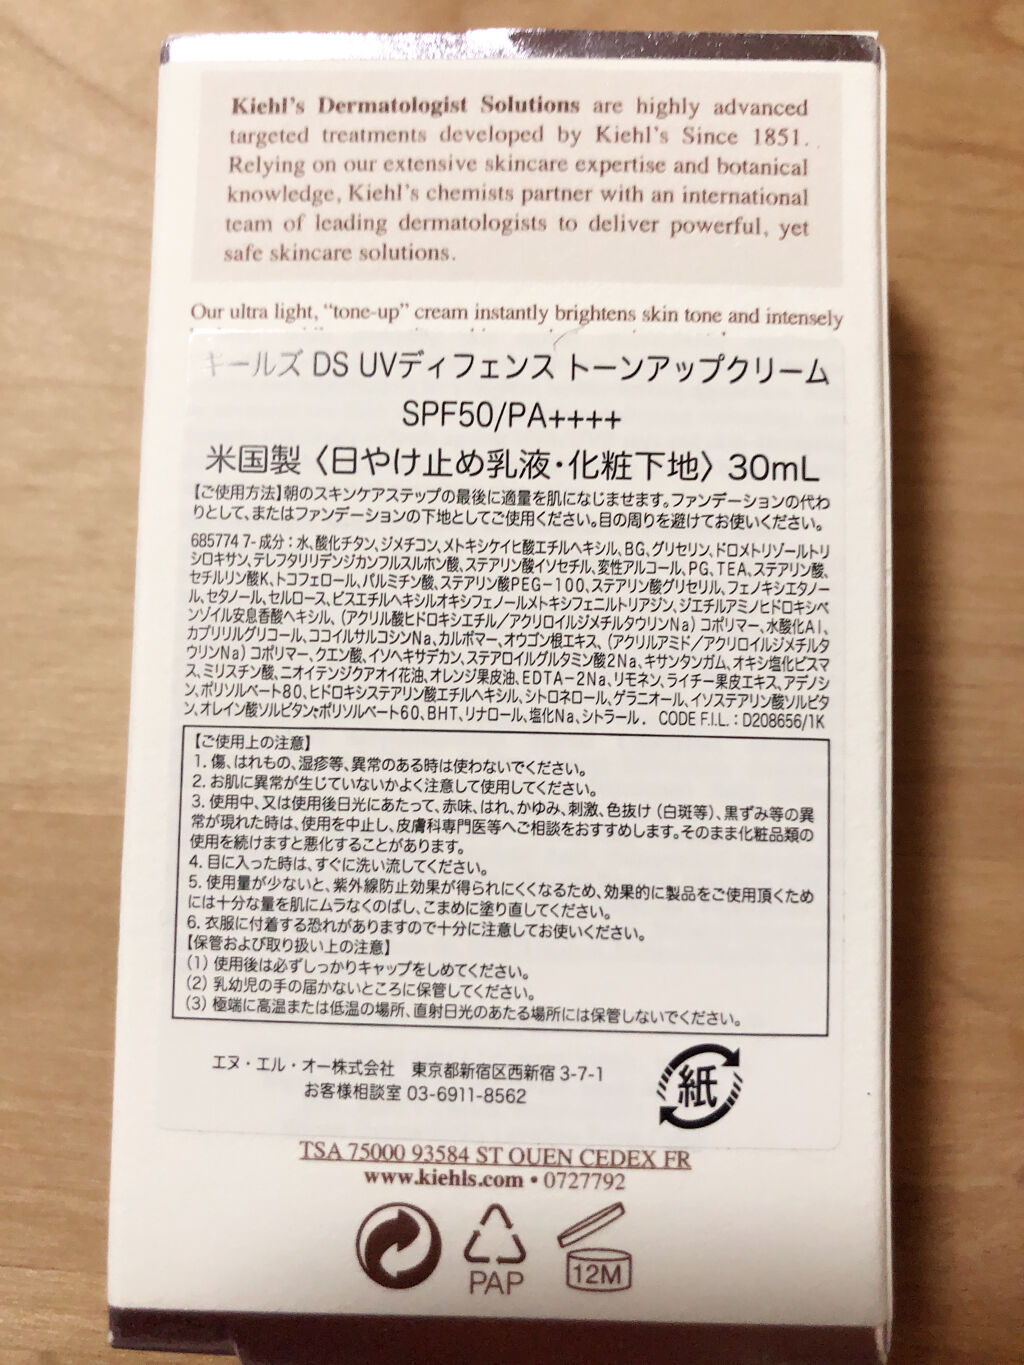 Kiehl's Dermatologist Solutions are highly advanced
targeted treatments developed by Kiehl's Since 1851.
Relying on our extensive skincare expertise and botanical
knowledge, Kiehl's chemists partner with an international
team of leading dermatologists to deliver powerful, yet
safe skincare solutions.
Our ultra light, “tone-up” cream instantly brightens skin tone and intensely
キールズ DS UVディフェンス トーンアップクリーム
SPF50/PA++++
米国製〈日やけ止め乳液・化粧下地〉30mL
【ご使用方法】朝のスキンケアステップの最後に適量を肌になじませます。ファンデーションの代わ
りとして、またはファンデーションの下地としてご使用ください。目の周りを避けてお使いください。
685774 7- 成分：水、酸化チタン、ジメチコン、メトキシケイヒ酸エチルヘキシル、BG、グリセリン、ドロメトリゾールトリ
シロキサン、テレフタリリデンジカンフルスルホン酸、ステアリン酸イソセチル、変性アルコール、PG、TEA、ステアリン酸、
セチルリン酸K、トコフェロール、パルミチン酸、ステアリン酸PEG－100、ステアリン酸グリセリル、フェノキシエタノー
ル、セタノール、セルロース、ビスエチルヘキシルオキシフェノールメトキシフェニルトリアジン、ジエチルアミノヒドロキシベ
ンゾイル安息香酸ヘキシル、（アクリル酸ヒドロキシエチル／アクリロイルジメチルタウリンNa）コポリマー、水酸化Al、
カプリリルグリコール、ココイルサルコシンNa、カルボマー、オウゴン根エキス、（アクリルアミド／アクリロイルジメチルタ
ウリンNa）コポリマー、クエン酸、イソヘキサデカン、ステアロイルグルタミン酸2Na、キサンタンガム、オキシ塩化ビスマ
ス、ミリスチン酸、ニオイテンジクアオイ花油、オレンジ果皮油、EDTA－2Na、リモネン、ライチー果皮エキス、アデノシ
ン、ポリソルベート80、ヒドロキシステアリン酸エチルヘキシル、シトロネロール、ゲラニオール、イソステアリン酸ソルビタ
ン、オレイン酸ソルビタン、ポリソルベート60、BHT、リナロール、塩化Na、シトラール． CODE F.I.L.：D208656/1K
【ご使用上の注意】
1. 傷、はれもの、湿疹等、異常のある時は使わないでください。
2. お肌に異常が生じていないかよく注意して使用してください。
3. 使用中、又は使用後日光にあたって、赤味、はれ、かゆみ、刺激、色抜け（白斑等）、黒ずみ等の異
常が現れた時は、使用を中止し、皮膚科専門医等へご相談をおすすめします。そのまま化粧品類の
使用を続けますと悪化することがあります。
4. 目に入った時は、すぐに洗い流してください。
5. 使用量が少ないと、紫外線防止効果が得られにくくなるため、効果的に製品をご使用頂くため
には十分な量を肌にムラなくのばし、こまめに塗り直してください。
6. 衣服に付着する恐れがありますので十分に注意してお使いください。
【保管および取り扱い上の注意】
（1）使用後は必ずしっかりキャップをしめてください。
（2）乳幼児の手の届かないところに保管してください。
（3）極端に高温または低温の場所、直射日光のあたる場所には保管しないでください。
エヌ・エル・オー株式会社 東京都新宿区西新宿 3-7-1
お客様相談室 03-6911-8562
紙
TSA 75000 93584 ST OUEN CEDEX FR
www.kiehls.com • 0727792
PAP
12M